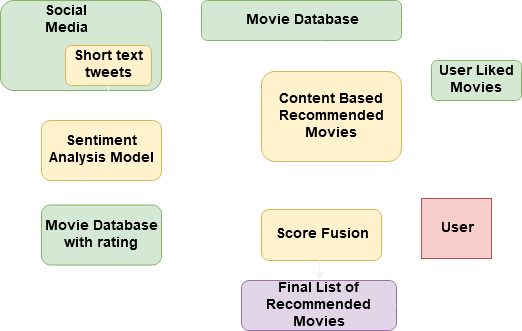 Social
Media
Short text
tweets
Movie Database
User Liked
Movies
Content Based
Recommended
Movies
Sentiment
Analysis Model
Movie Database
with rating
Score Fusion
User
Final List of
Recommended
Movies